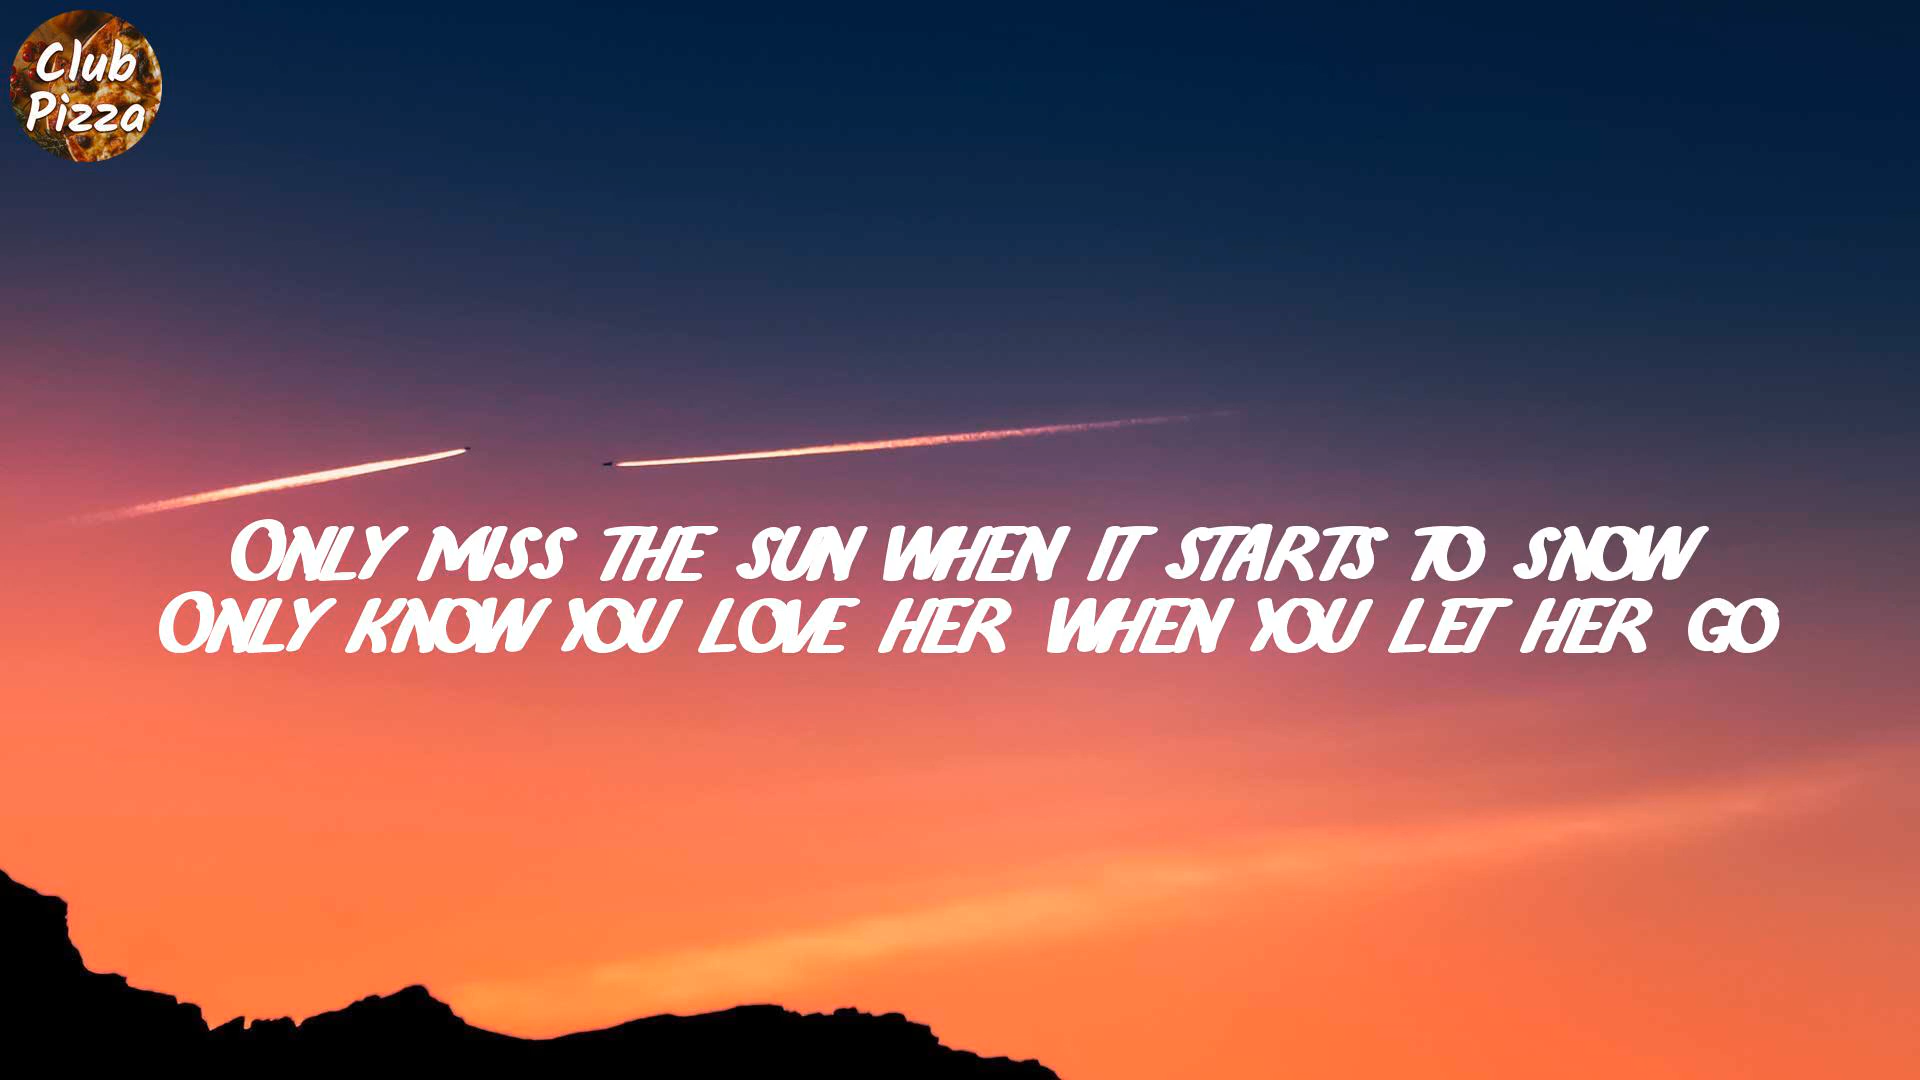 Club
Pizza
Only miss the sun when it starts to snow
Only know you love her when you let her go